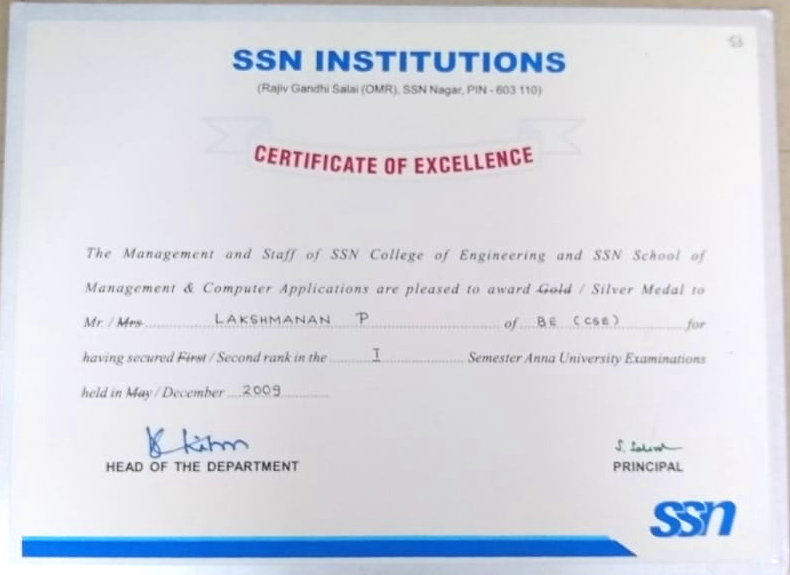 53
SSN INSTITUTIONS
(Rajiv Gandhi Salai (OMR), SSN Nagar, PIN - 603 110)
CERTIFICATE OF EXCELLENCE
The Management and Staff of SSN College of Engineering and SSN School of
Management & Computer Applications are pleased to award Gold / Silver Medal to
Mr. / Mrs LAKSHMANAN P of BE (CSE) for
having secured First / Second rank in the I Semester Anna University Examinations
held in May / December 2009
HEAD OF THE DEPARTMENT
PRINCIPAL
ssn